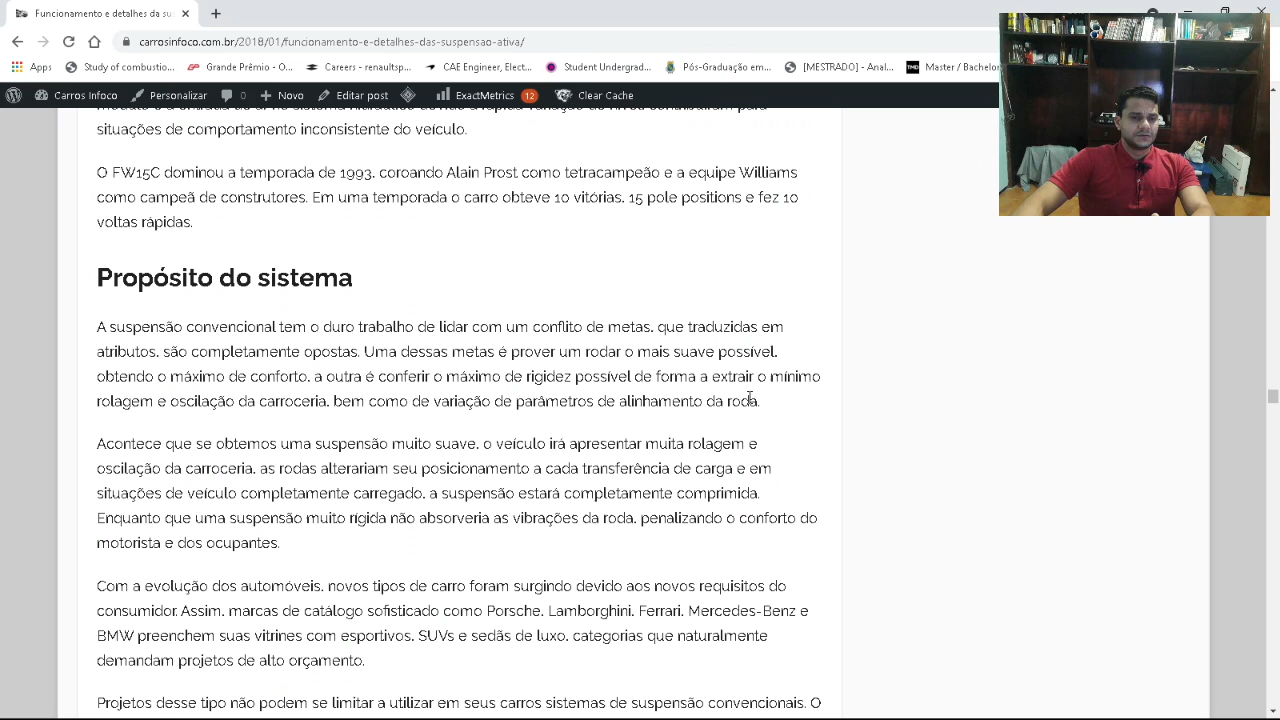 Funcionamento e detalhes da su
carrosinfoco.com.br/2018/01/funcionamento-e-detalhes-das-suspensao-ativa/
Apps Study of combustio... Grande Prêmio - O... CAE Engineer, Elect... Student Undergrad... Pós-Graduação em... [MESTRADO] - Anal... Master / Bachelor
Carros Infoco Personalizar 0 Novo Editar post ExactMetrics 12 Clear Cache
situações de comportamento inconsistente do veículo.
O FW15C dominou a temporada de 1993, coroando Alain Prost como tetracampeão e a equipe Williams
como campeã de construtores. Em uma temporada o carro obteve 10 vitórias, 15 pole positions e fez 10
voltas rápidas.
Propósito do sistema
A suspensão convencional tem o duro trabalho de lidar com um conflito de metas, que traduzidas em
atributos, são completamente opostas. Uma dessas metas é prover um rodar o mais suave possível,
obtendo o máximo de conforto, a outra é conferir o máximo de rigidez possível de forma a extrair o mínimo
rolagem e oscilação da carroceria, bem como de variação de parâmetros de alinhamento da roda.
Acontece que se obtemos uma suspensão muito suave, o veículo irá apresentar muita rolagem e
oscilação da carroceria, as rodas alterariam seu posicionamento a cada transferência de carga e em
situações de veículo completamente carregado, a suspensão estará completamente comprimida.
Enquanto que uma suspensão muito rígida não absorveria as vibrações da roda, penalizando o conforto do
motorista e dos ocupantes.
Com a evolução dos automóveis, novos tipos de carro foram surgindo devido aos novos requisitos do
consumidor. Assim, marcas de catálogo sofisticado como Porsche, Lamborghini, Ferrari, Mercedes-Benz e
BMW preenchem suas vitrines com esportivos, SUVs e sedãs de luxo, categorias que naturalmente
demandam projetos de alto orçamento.
Projetos desse tipo não podem se limitar a utilizar em seus carros sistemas de suspensão convencionais. O